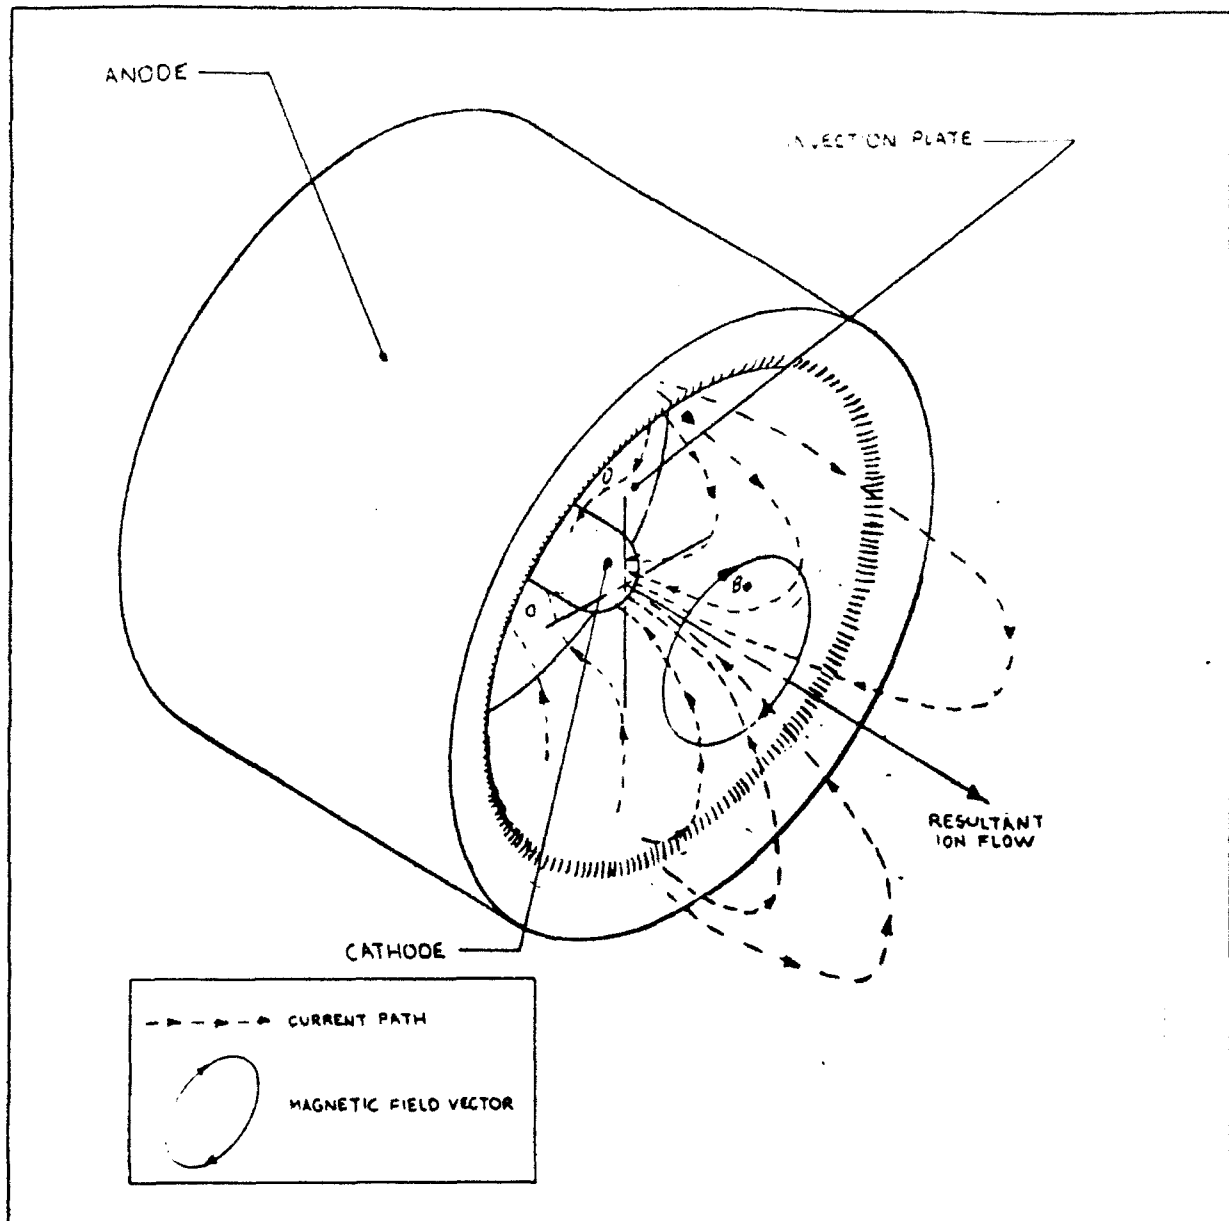 ANODE
INJECTION PLATE
Bθ
RESULTANT
ION FLOW
CATHODE
CURRENT PATH
MAGNETIC FIELD VECTOR